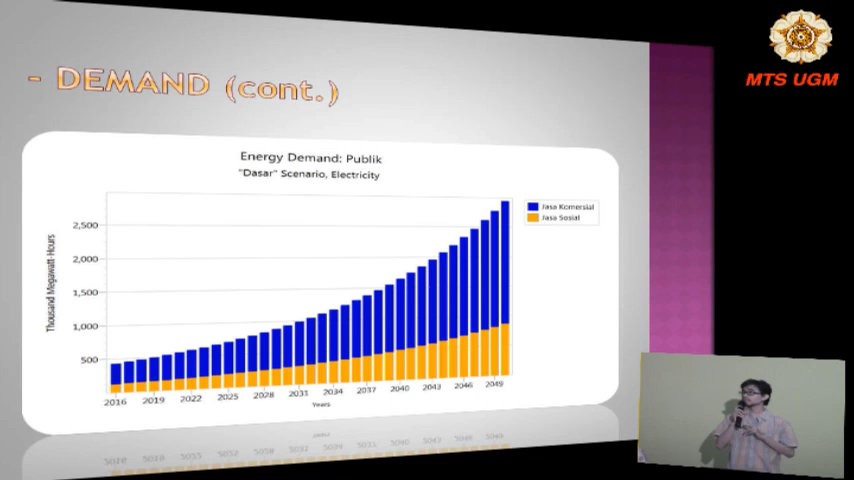 - DEMAND (cont.)
MTS UGM
Energy Demand: Publik
"Dasar" Scenario, Electricity
Jasa Komersial
Jasa Sosial
Thousand Megawatt-Hours
2,500
2,000
1,500
1,000
500
2016 2019 2022 2025 2028 2031 2034 2037 2040 2043 2046 2049
Years